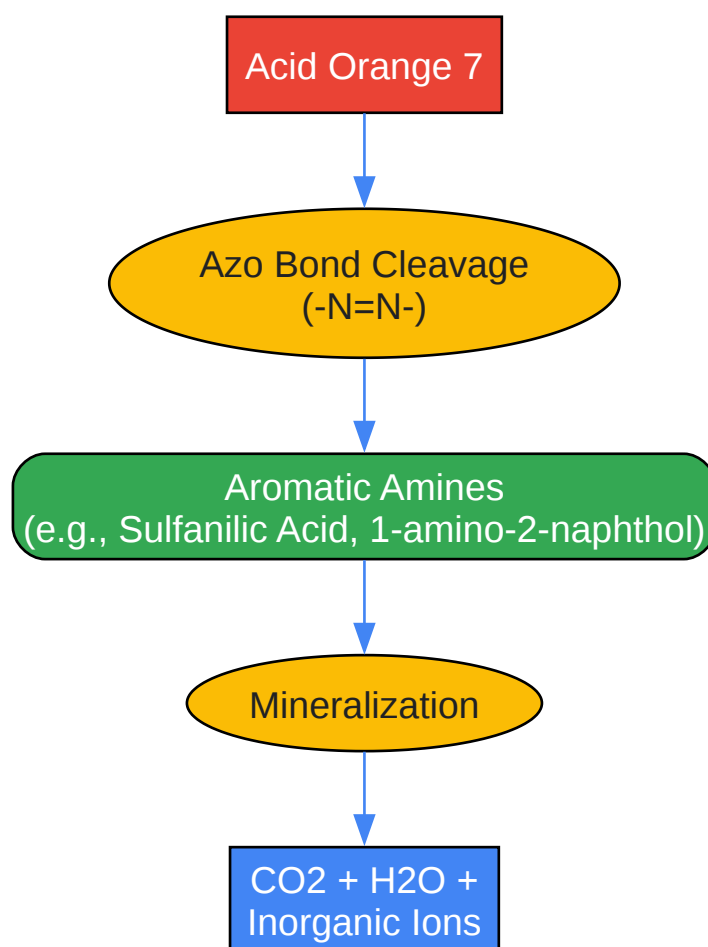 Acid Orange 7
Azo Bond Cleavage
(-N=N-)
Aromatic Amines
(e.g., Sulfanilic Acid, 1-amino-2-naphthol)
Mineralization
CO2 + H2O +
Inorganic Ions